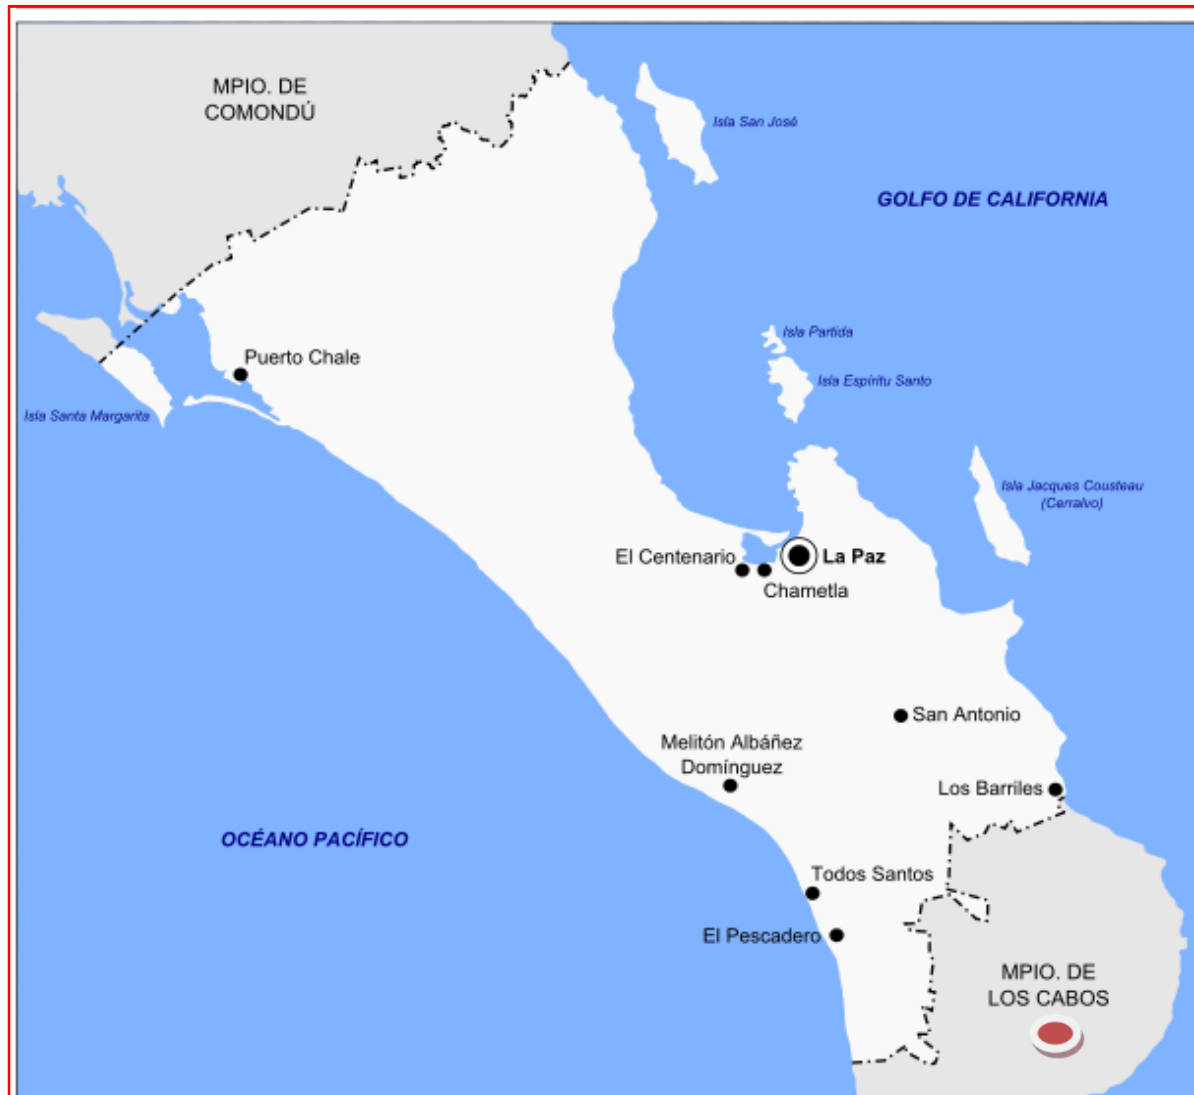 MPIO. DE
COMONDÚ
Isla San José
GOLFO DE CALIFORNIA
Isla Partida
Puerto Chale
Isla Espíritu Santo
Isla Santa Margarita
Isla Jacques Cousteau
(Cerralvo)
El Centenario
La Paz
Chametla
San Antonio
Melitón Albáñez
Domínguez
Los Barriles
OCÉANO PACÍFICO
Todos Santos
El Pescadero
MPIO. DE
LOS CABOS